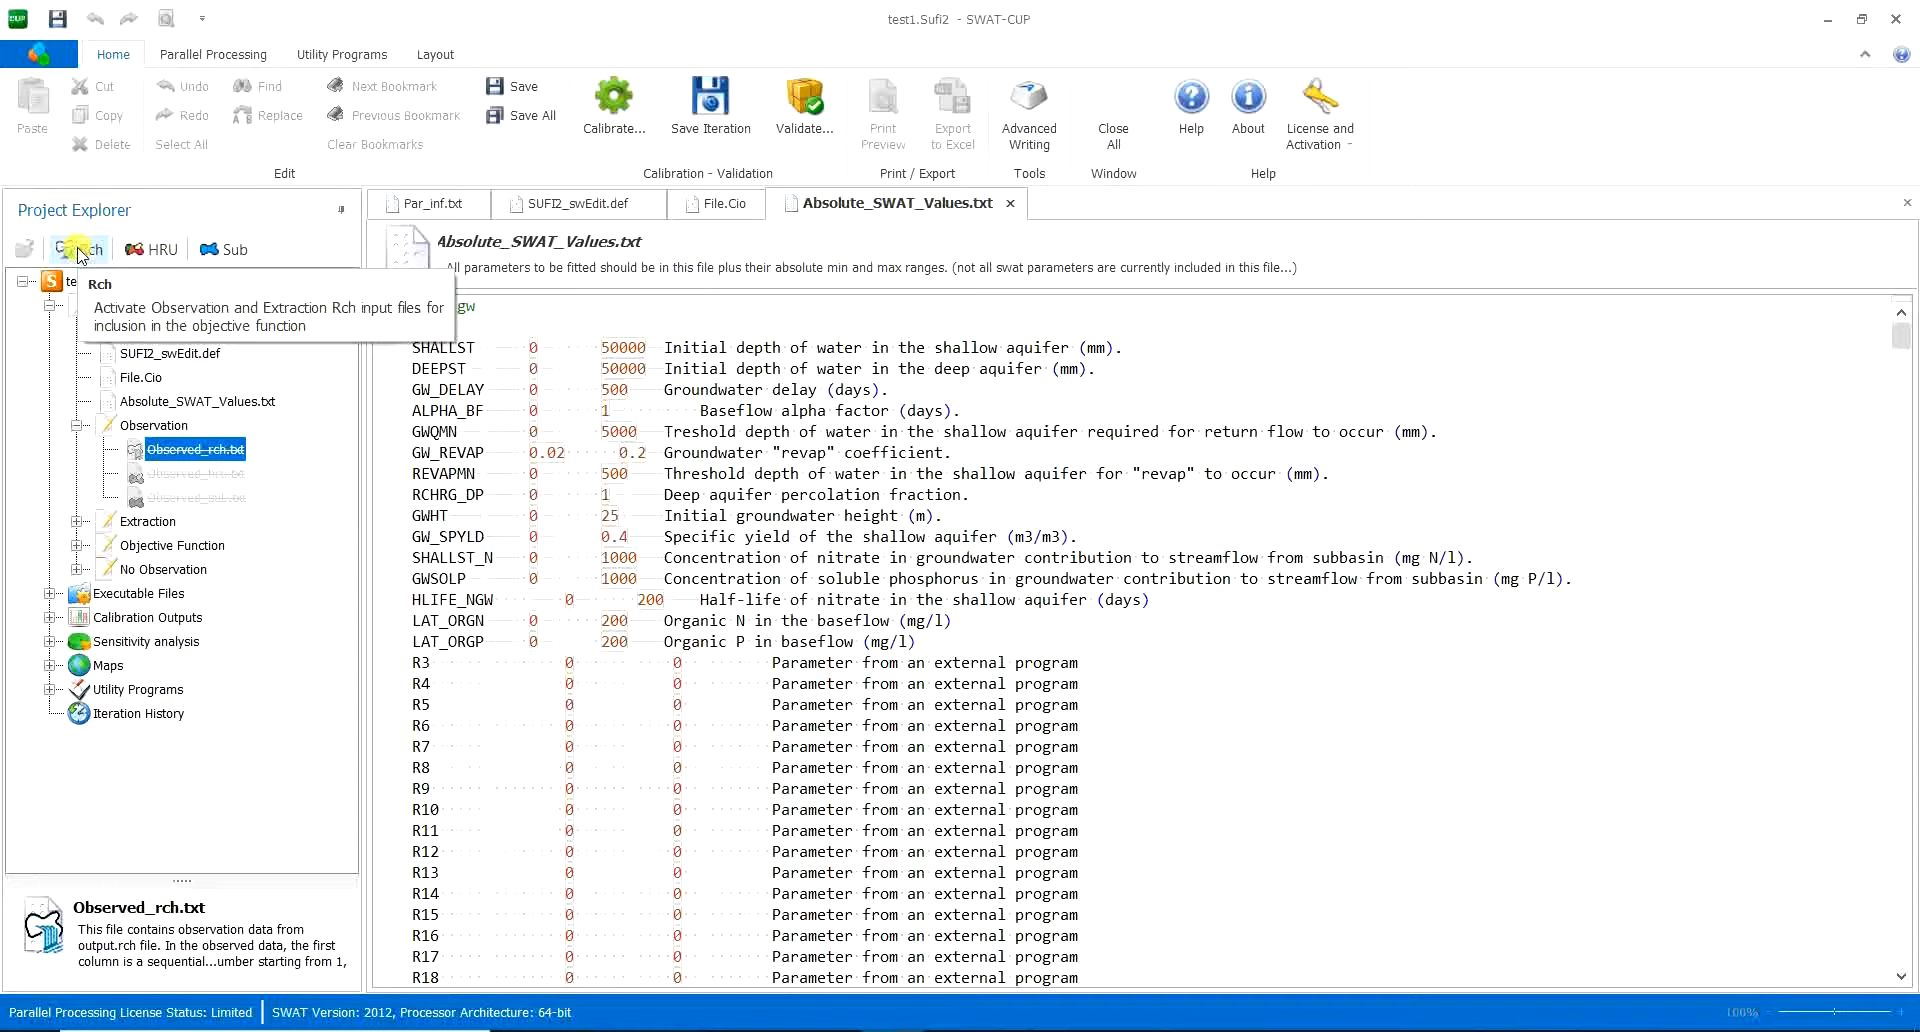 CUP
test1.Sufi2 - SWAT-CUP
Home Parallel Processing Utility Programs Layout
Paste
Cut
Copy
Delete
Undo
Redo
Select All
Find
Replace
Next Bookmark
Previous Bookmark
Clear Bookmarks
Save
Save All
Calibrate...
Save Iteration
Validate...
Print Preview
Export to Excel
Advanced Writing
Close All
Help
About
License and Activation
Edit
Calibration - Validation
Print / Export
Tools
Window
Help
Project Explorer
Par_inf.txt
SUFI2_swEdit.def
File.Cio
Absolute_SWAT_Values.txt
HRU
Sub
Rch
Activate Observation and Extraction Rch input files for
inclusion in the objective function
SUFI2_swEdit.def
File.Cio
Absolute_SWAT_Values.txt
Observation
Observed_rch.txt
Observed_hru.txt
Observed_sub.txt
Extraction
Objective Function
No Observation
Executable Files
Calibration Outputs
Sensitivity analysis
Maps
Utility Programs
Iteration History
Observed_rch.txt
This file contains observation data from
output.rch file. In the observed data, the first
column is a sequential...umber starting from 1,
Absolute_SWAT_Values.txt
All parameters to be fitted should be in this file plus their absolute min and max ranges. (not all swat parameters are currently included in this file...)
gw
SHALLST 0 50000 Initial depth of water in the shallow aquifer (mm).
DEEPST 0 50000 Initial depth of water in the deep aquifer (mm).
GW_DELAY 0 500 Groundwater delay (days).
ALPHA_BF 0 1 Baseflow alpha factor (days).
GWQMN 0 5000 Treshold depth of water in the shallow aquifer required for return flow to occur (mm).
GW_REVAP 0.02 0.2 Groundwater "revap" coefficient.
REVAPMN 0 500 Threshold depth of water in the shallow aquifer for "revap" to occur (mm).
RCHRG_DP 0 1 Deep aquifer percolation fraction.
GWHT 0 25 Initial groundwater height (m).
GW_SPYLD 0 0.4 Specific yield of the shallow aquifer (m3/m3).
SHALLST_N 0 1000 Concentration of nitrate in groundwater contribution to streamflow from subbasin (mg N/l).
GWSOLP 0 1000 Concentration of soluble phosphorus in groundwater contribution to streamflow from subbasin (mg P/l).
HLIFE_NGW 0 200 Half-life of nitrate in the shallow aquifer (days)
LAT_ORGN 0 200 Organic N in the baseflow (mg/l)
LAT_ORGP 0 200 Organic P in baseflow (mg/l)
R3 0 0 Parameter from an external program
R4 0 0 Parameter from an external program
R5 0 0 Parameter from an external program
R6 0 0 Parameter from an external program
R7 0 0 Parameter from an external program
R8 0 0 Parameter from an external program
R9 0 0 Parameter from an external program
R10 0 0 Parameter from an external program
R11 0 0 Parameter from an external program
R12 0 0 Parameter from an external program
R13 0 0 Parameter from an external program
R14 0 0 Parameter from an external program
R15 0 0 Parameter from an external program
R16 0 0 Parameter from an external program
R17 0 0 Parameter from an external program
R18 0 0 Parameter from an external program
Parallel Processing License Status: Limited
SWAT Version: 2012, Processor Architecture: 64-bit
100%